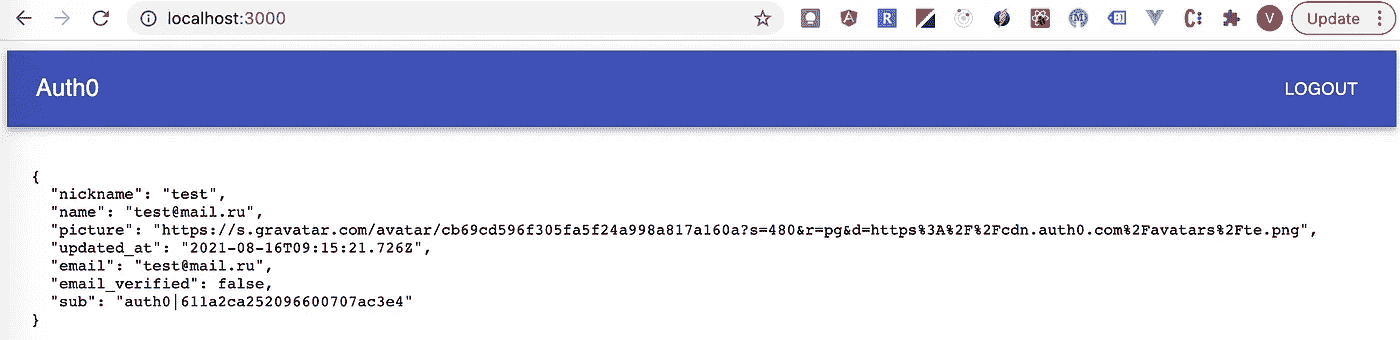 localhost:3000
Update
Auth0
LOGOUT
{
"nickname": "test",
"name": "test@mail.ru",
"picture": "https://s.gravatar.com/avatar/cb69cd596f305fa5f24a998a817a160a?s=480&r=pg&d=https%3A%2F%2Fcdn.auth0.com%2Favatars%2Fte.png",
"updated_at": "2021-08-16T09:15:21.726Z",
"email": "test@mail.ru",
"email_verified": false,
"sub": "auth0|611a2ca252096600707ac3e4"
}